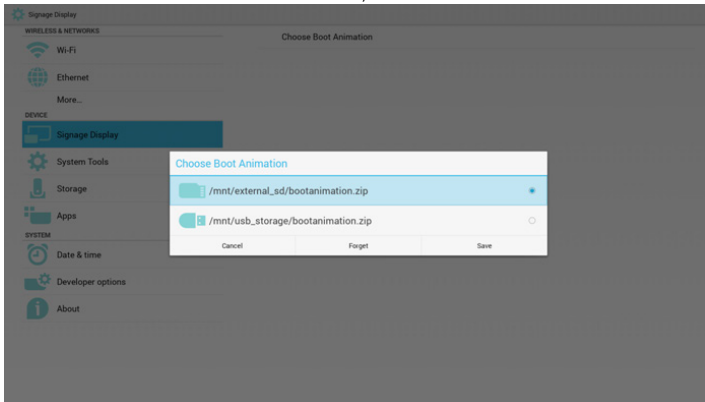 Signage Display
WIRELESS & NETWORKS
Choose Boot Animation
Wi-Fi
Ethernet
More...
DEVICE
Signage Display
System Tools
Storage
Apps
SYSTEM
Date & time
Developer options
About
Choose Boot Animation
/mnt/external_sd/bootanimation.zip
/mnt/usb_storage/bootanimation.zip
Cancel Forget Save